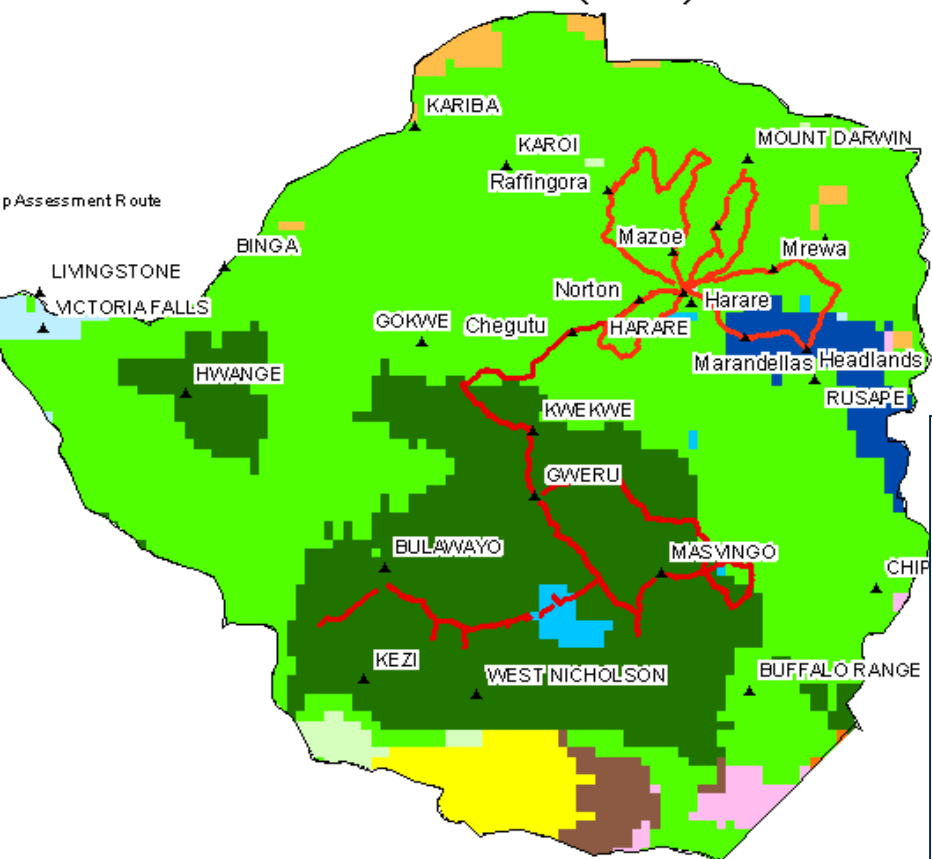 KARIBA
KAROI
MOUNT DARWIN
Raffingora
p Assessment Route
Mazoe
Mrewa
BINGA
LIVINGSTONE
VICTORIA FALLS
Norton
Harare
GOKWE
Chegutu
HARARE
Marandellas
Headlands
HWANGE
RUSAPE
KWEKWE
GWERU
BULAWAYO
MASVINGO
CHIP
KEZI
WEST NICHOLSON
BUFFALO RANGE